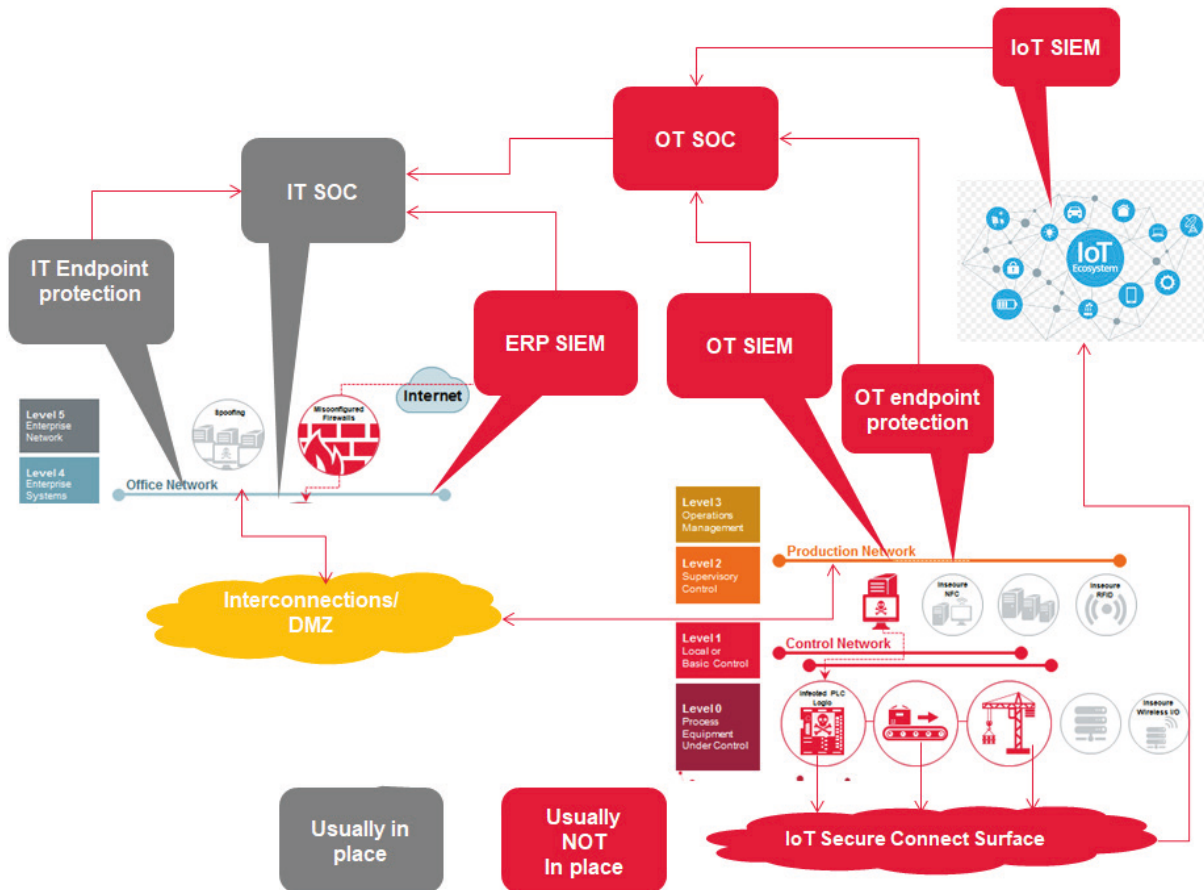 IoT SIEM
OT SOC
IT SOC
IT Endpoint
protection
ERP SIEM
OT SIEM
OT endpoint
protection
IoT
Ecosystem
Internet
Level 5
Enterprise
Network
Spoofing
Misconfigured
Firewalls
Level 4
Enterprise
Systems
Office Network
Interconnections/
DMZ
Level 3
Operations
Management
Production Network
Level 2
Supervisory
Control
Insecure
NFC
Insecure
RFID
Level 1
Local or
Basic Control
Control Network
Level 0
Process
Equipment
Under Control
Infected PLC
Logic
Insecure
Wireless I/O
IoT Secure Connect Surface
Usually in
place
Usually
NOT
In place